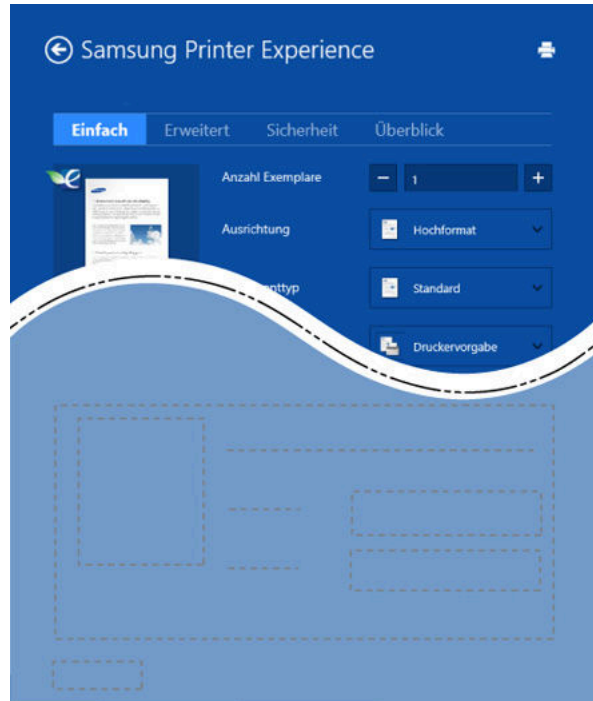 Samsung Printer Experience
Einfach Erweitert Sicherheit Überblick
Anzahl Exemplare 1
Ausrichtung Hochformat
Standard
Druckervorgabe